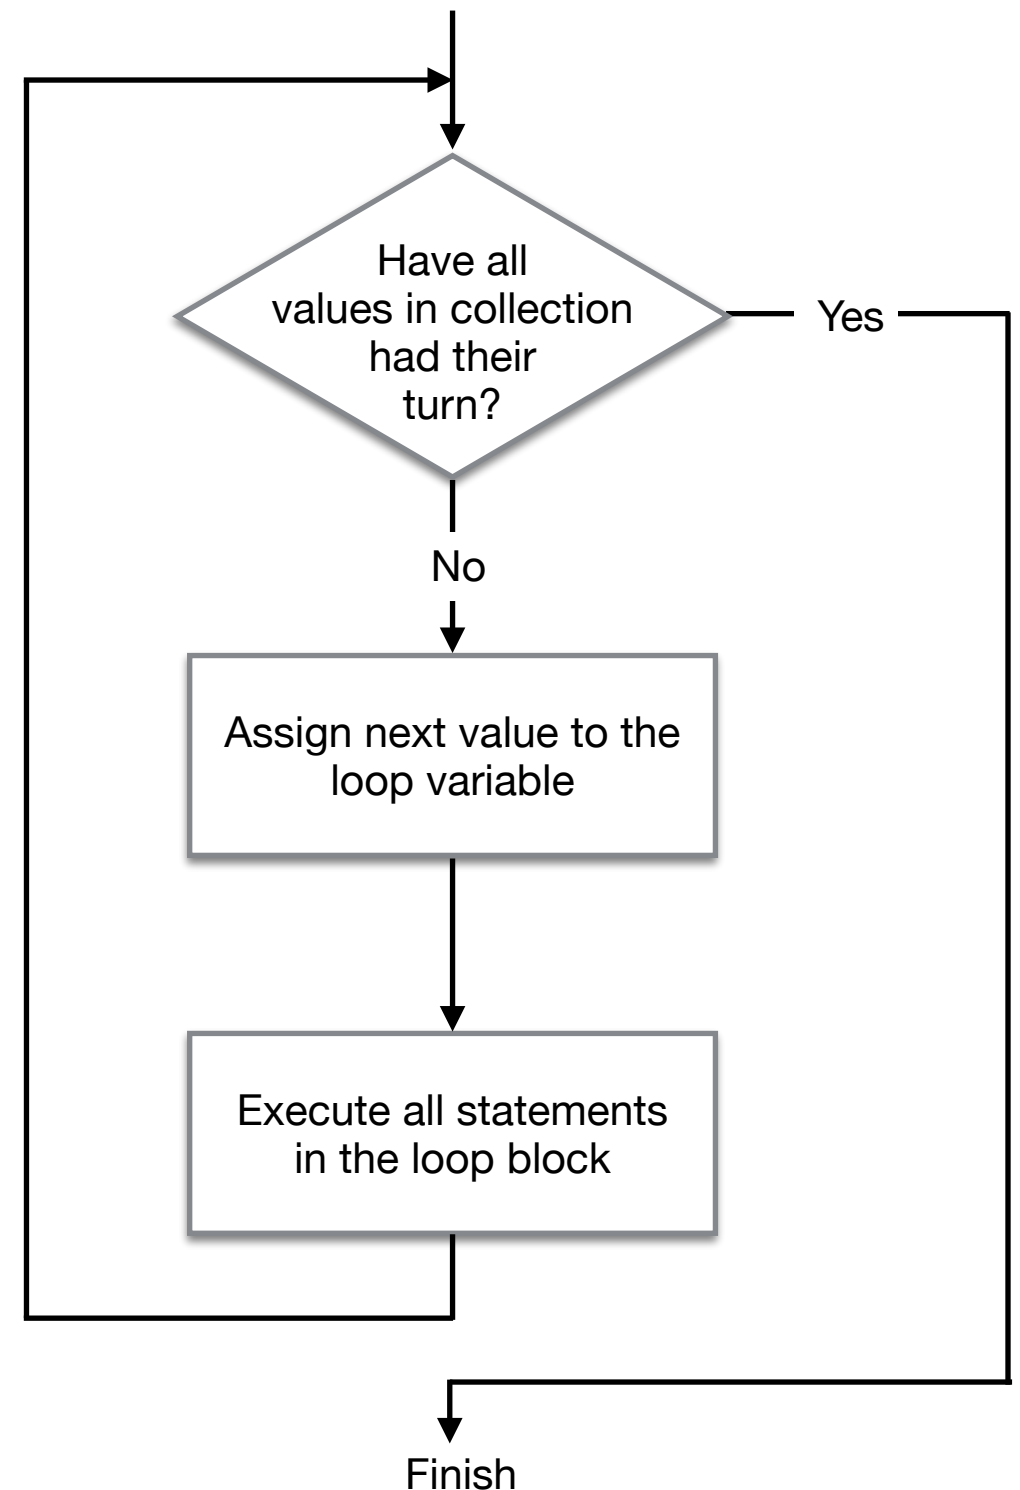 Have all
values in collection
had their
turn?
Yes
No
Assign next value to the
loop variable
Execute all statements
in the loop block
Finish